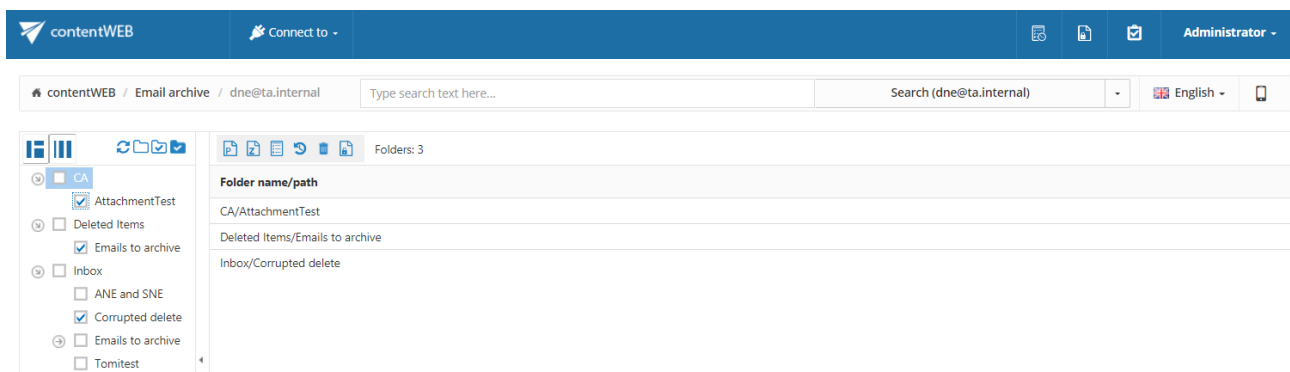 contentWEB Connect to Administrator
contentWEB / Email archive / dne@ta.internal Type search text here... Search (dne@ta.internal) English
P Z Folders: 3
CA
Folder name/path
AttachmentTest
CA/AttachmentTest
Deleted Items
Deleted Items/Emails to archive
Emails to archive
Inbox/Corrupted delete
Inbox
ANE and SNE
Corrupted delete
Emails to archive
Tomitest